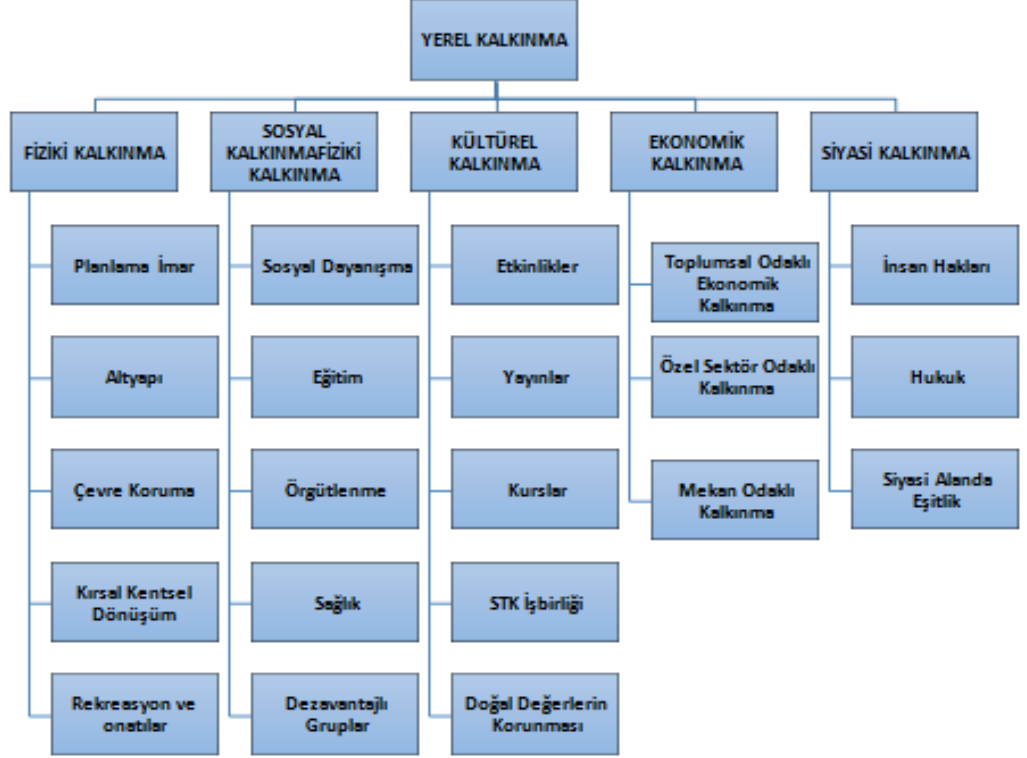 YEREL KALKINMA
FİZİKİ KALKINMA
SOSYAL
KALKINMAFİZİKİ
KALKINMA
KÜLTÜREL
KALKINMA
EKONOMİK
KALKINMA
SİYASİ KALKINMA
Planlama İmar
Altyapı
Çevre Koruma
Kırsal Kentsel
Dönüşüm
Rekreasyon ve
onatılar
Sosyal Dayanışma
Eğitim
Örgütlenme
Sağlık
Dezavantajlı
Gruplar
Etkinlikler
Yayınlar
Kurslar
STK İşbirliği
Doğal Değerlerin
Korunması
Toplumsal Odaklı
Ekonomik
Kalkınma
Özel Sektör Odaklı
Kalkınma
Mekan Odaklı
Kalkınma
İnsan Hakları
Hukuk
Siyasi Alanda
Eşitlik